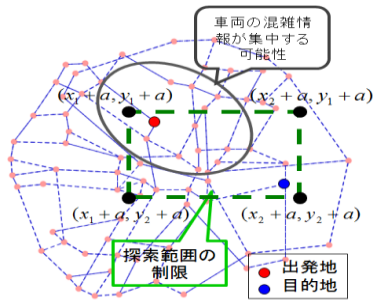 車両の混雑情
報が集中する
可能性
(x₁ + a, y₁ + a)
(x₂ + a, y₁ + a)
(x₁ + a, y₂ + a)
(x₂ + a, y₂ + a)
探索範囲の
制限
出発地
目的地